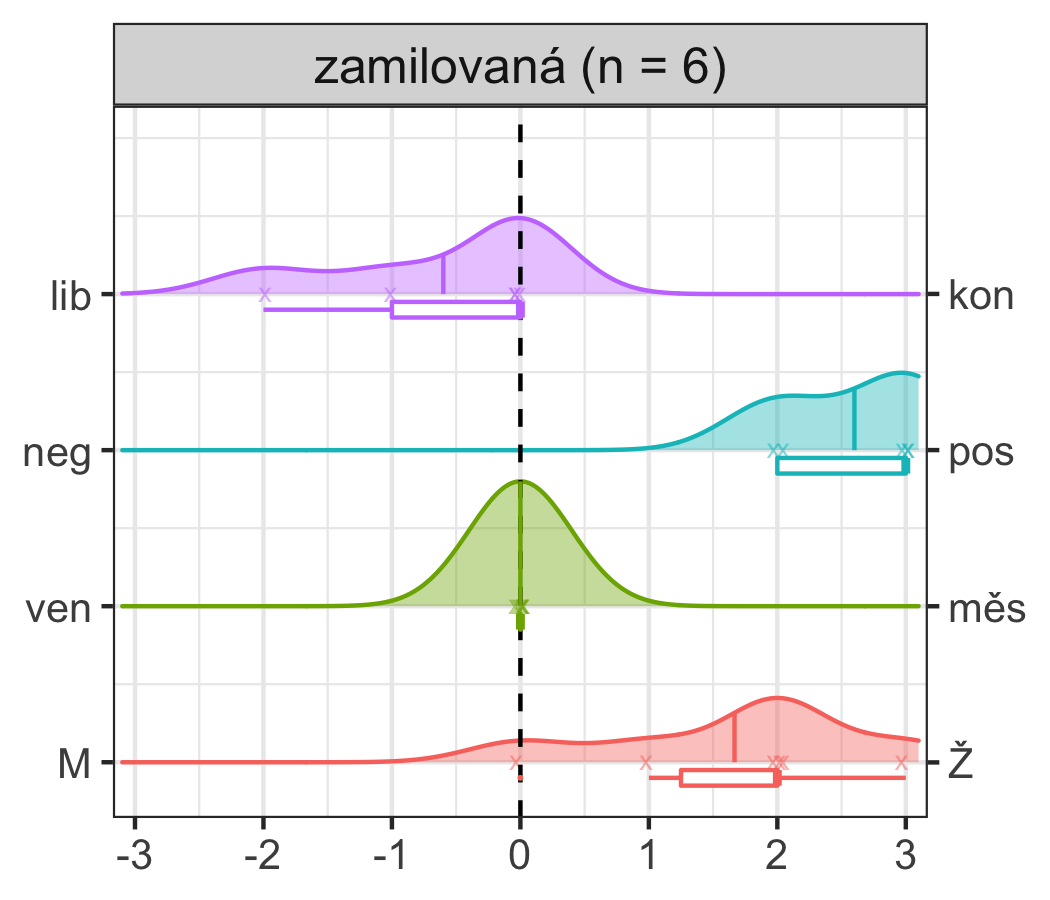 zamilovaná (n = 6)
lib kon
neg pos
ven měs
M Ž
-3 -2 -1 0 1 2 3